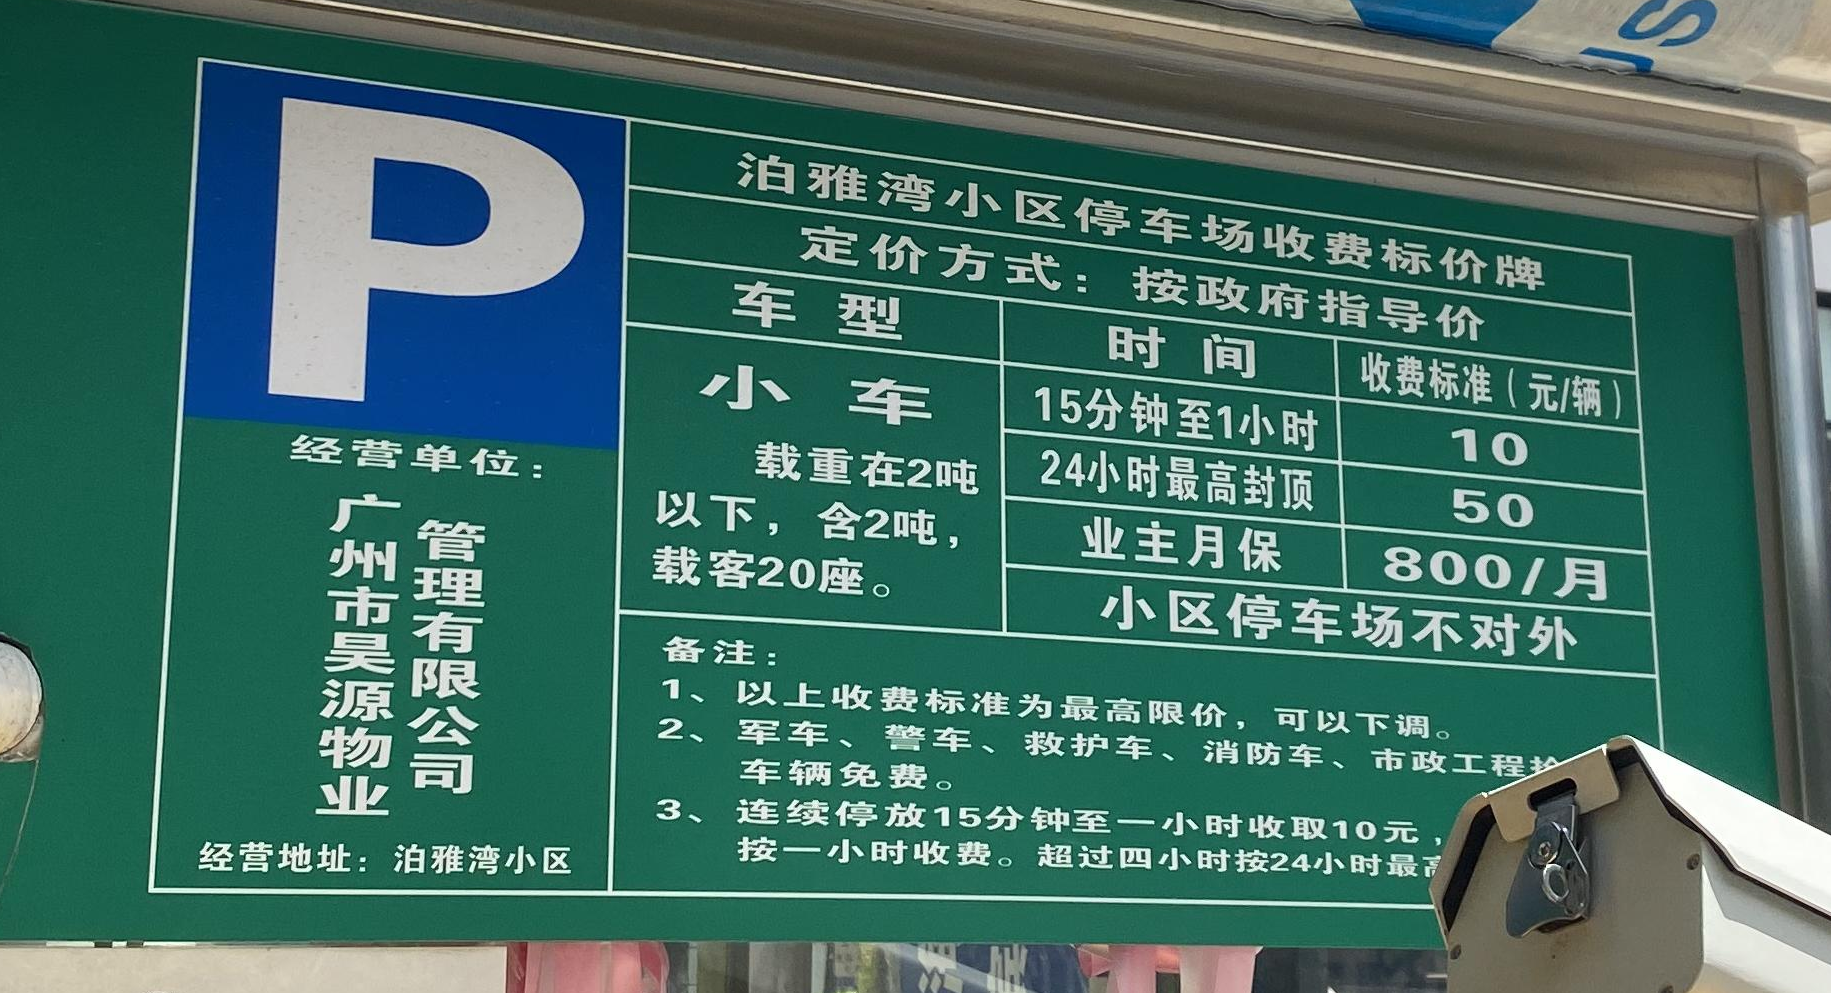 P
泊雅湾小区停车场收费标价牌
定价方式：按政府指导价
车型 时间 收费标准（元/辆）
小车
载重在2吨
以下，含2吨，
载客20座。
15分钟至1小时 10
24小时最高封顶 50
业主月保 800/月
小区停车场不对外
经营单位：
广州市昊源物业
管理有限公司
经营地址：泊雅湾小区
备注：
1、以上收费标准为最高限价，可以下调。
2、军车、警车、救护车、消防车、市政工程
车辆免费。
3、连续停放15分钟至一小时收取10元，
按一小时收费。超过四小时按24小时最高